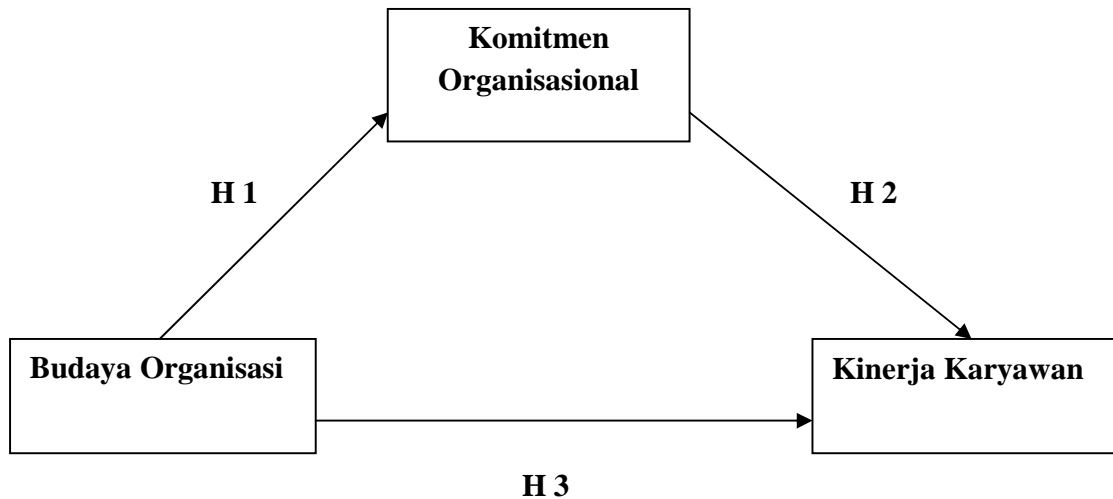 Komitmen
Organisasional
H 1
H 2
Budaya Organisasi
Kinerja Karyawan
H 3